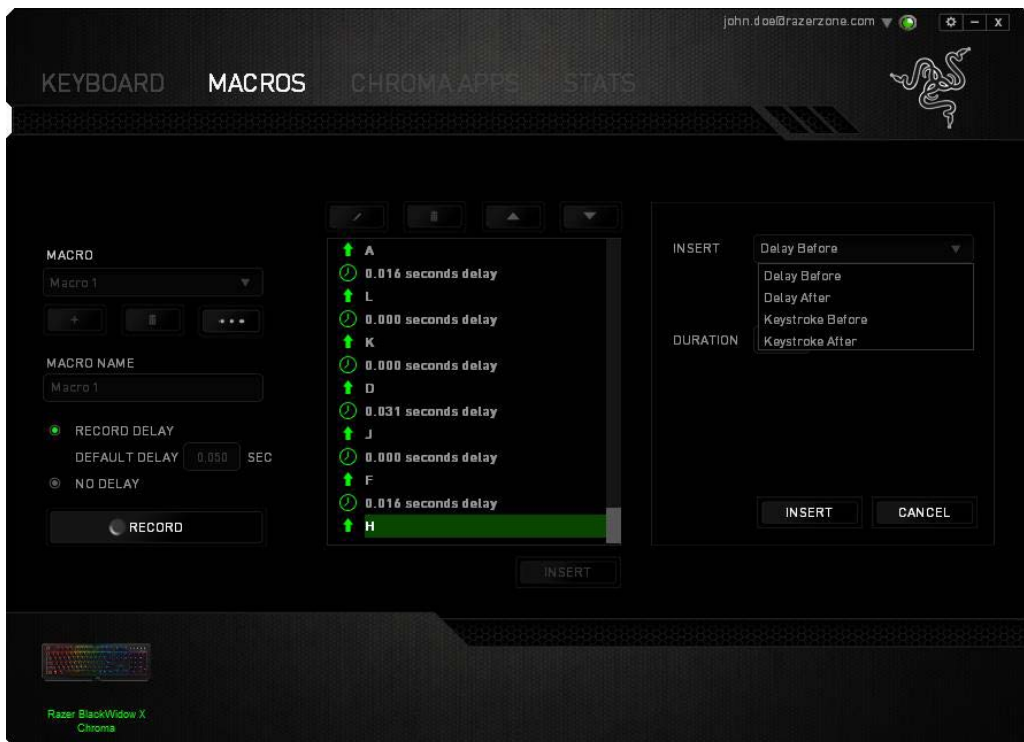 john.doe@razerzone.com
KEYBOARD MACROS CHROMA APPS STATS
MACRO
Macro 1
MACRO NAME
Macro 1
RECORD DELAY
DEFAULT DELAY 0.050 SEC
NO DELAY
RECORD
A
0.016 seconds delay
L
0.000 seconds delay
K
0.000 seconds delay
D
0.031 seconds delay
J
0.000 seconds delay
F
0.016 seconds delay
H
INSERT
INSERT Delay Before
Delay Before
Delay After
Keystroke Before
Keystroke After
DURATION
INSERT CANCEL
Razer BlackWidow X
Chroma